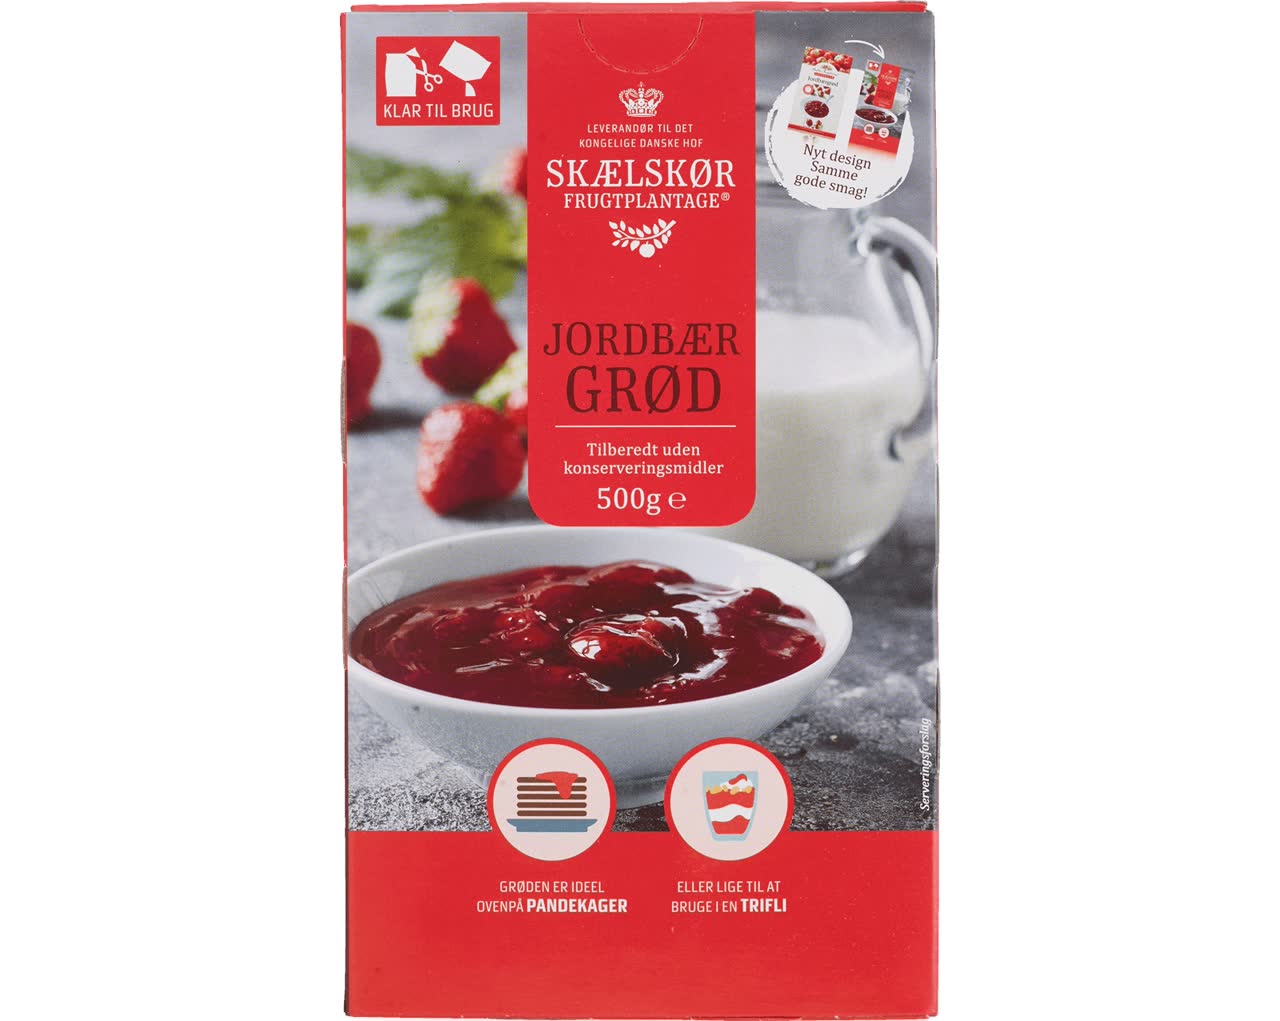 KLAR TIL BRUG
LEVERANDØR TIL DET
KONGELIGE DANSKE HOF
SKÆLSKØR
FRUGTPLANTAGE®
Nyt design
Samme
gode smag!
JORDBÆR
GRØD
Tilberedt uden
konserveringsmidler
500g ℮
Serveringsforslag
GRØDEN ER IDEEL
OVENPÅ PANDEKAGER
ELLER LIGE TIL AT
BRUGE I EN TRIFLI